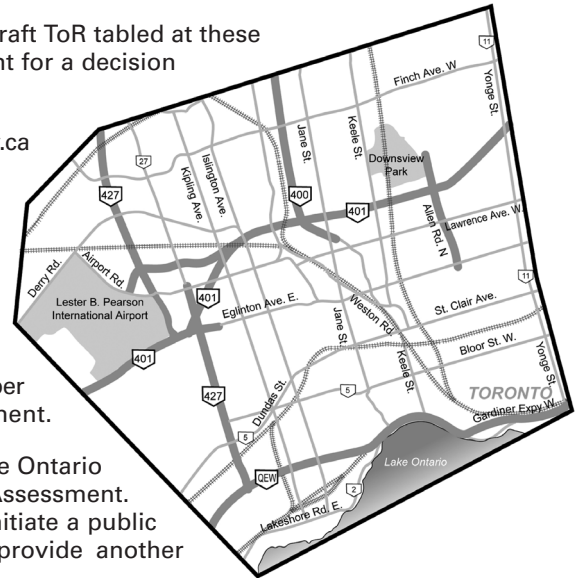 raft ToR tabled at these
nt for a decision
.ca
per
ment.
e Ontario
Assessment.
nitiate a public
provide another
11
Finch Ave. W
Yonge St.
Jane St.
Keele St.
Downsview
Park
27
Islington Ave.
Kipling Ave.
427
400
401
Allen Rd. N
Lawrence Ave. W
Derry Rd.
Airport Rd.
Lester B. Pearson
International Airport
401
Eglinton Ave. E.
Weston Rd
St. Clair Ave.
11
401
Jane St.
Keele St.
Bloor St. W.
Yonge St.
427
Dundas St.
5
TORONTO
Gardiner Expy W.
5
QEW
Lake Ontario
2
Lakeshore Rd. E.